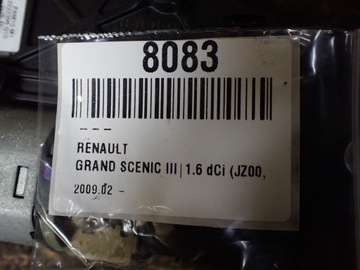 8083
- - -
RENAULT
GRAND SCENIC III | 1.6 dCi (JZ00,
2009.02 -